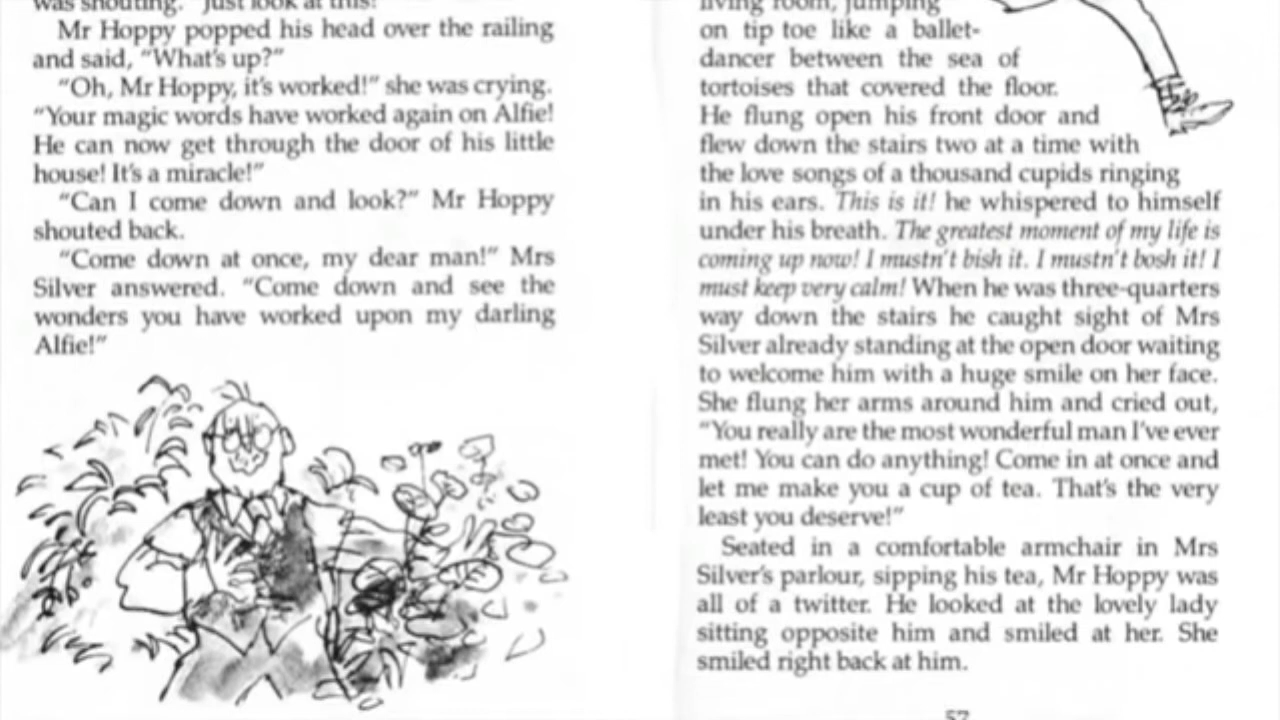 was shouting. "Just look at this!"
Mr Hoppy popped his head over the railing
and said, "What's up?"
"Oh, Mr Hoppy, it's worked!" she was crying.
"Your magic words have worked again on Alfie!
He can now get through the door of his little
house! It's a miracle!"
"Can I come down and look?" Mr Hoppy
shouted back.
"Come down at once, my dear man!" Mrs
Silver answered. "Come down and see the
wonders you have worked upon my darling
Alfie!"
living room, jumping
on tip toe like a ballet-
dancer between the sea of
tortoises that covered the floor.
He flung open his front door and
flew down the stairs two at a time with
the love songs of a thousand cupids ringing
in his ears. This is it! he whispered to himself
under his breath. The greatest moment of my life is
coming up now! I mustn't bish it. I mustn't bosh it! I
must keep very calm! When he was three-quarters
way down the stairs he caught sight of Mrs
Silver already standing at the open door waiting
to welcome him with a huge smile on her face.
She flung her arms around him and cried out,
"You really are the most wonderful man I've ever
met! You can do anything! Come in at once and
let me make you a cup of tea. That's the very
least you deserve!"
Seated in a comfortable armchair in Mrs
Silver's parlour, sipping his tea, Mr Hoppy was
all of a twitter. He looked at the lovely lady
sitting opposite him and smiled at her. She
smiled right back at him.
57